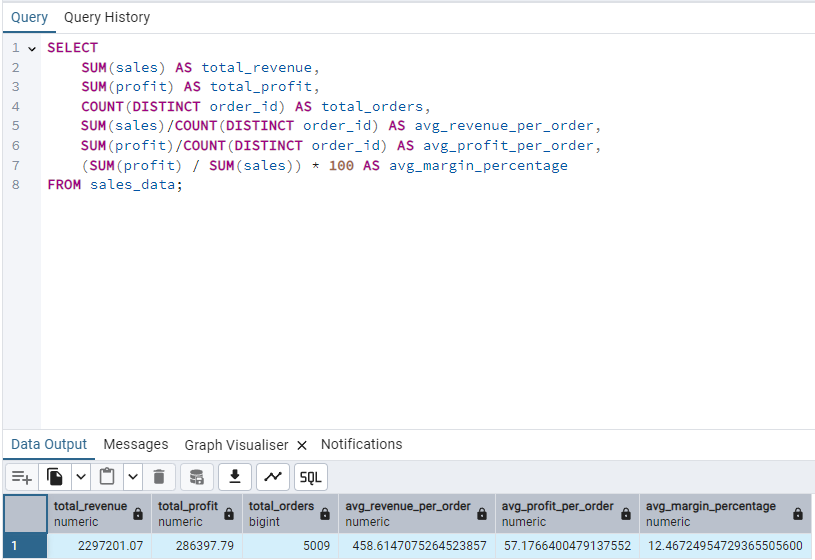 Query Query History
1 SELECT
2 SUM(sales) AS total_revenue,
3 SUM(profit) AS total_profit,
4 COUNT(DISTINCT order_id) AS total_orders,
5 SUM(sales)/COUNT(DISTINCT order_id) AS avg_revenue_per_order,
6 SUM(profit)/COUNT(DISTINCT order_id) AS avg_profit_per_order,
7 (SUM(profit) / SUM(sales)) * 100 AS avg_margin_percentage
8 FROM sales_data;
Data Output Messages Graph Visualiser Notifications
SQL
total_revenue total_profit total_orders avg_revenue_per_order avg_profit_per_order avg_margin_percentage
numeric numeric bigint numeric numeric numeric
1 2297201.07 286397.79 5009 458.6147075264523857 57.1766400479137552 12.46724954729365505600